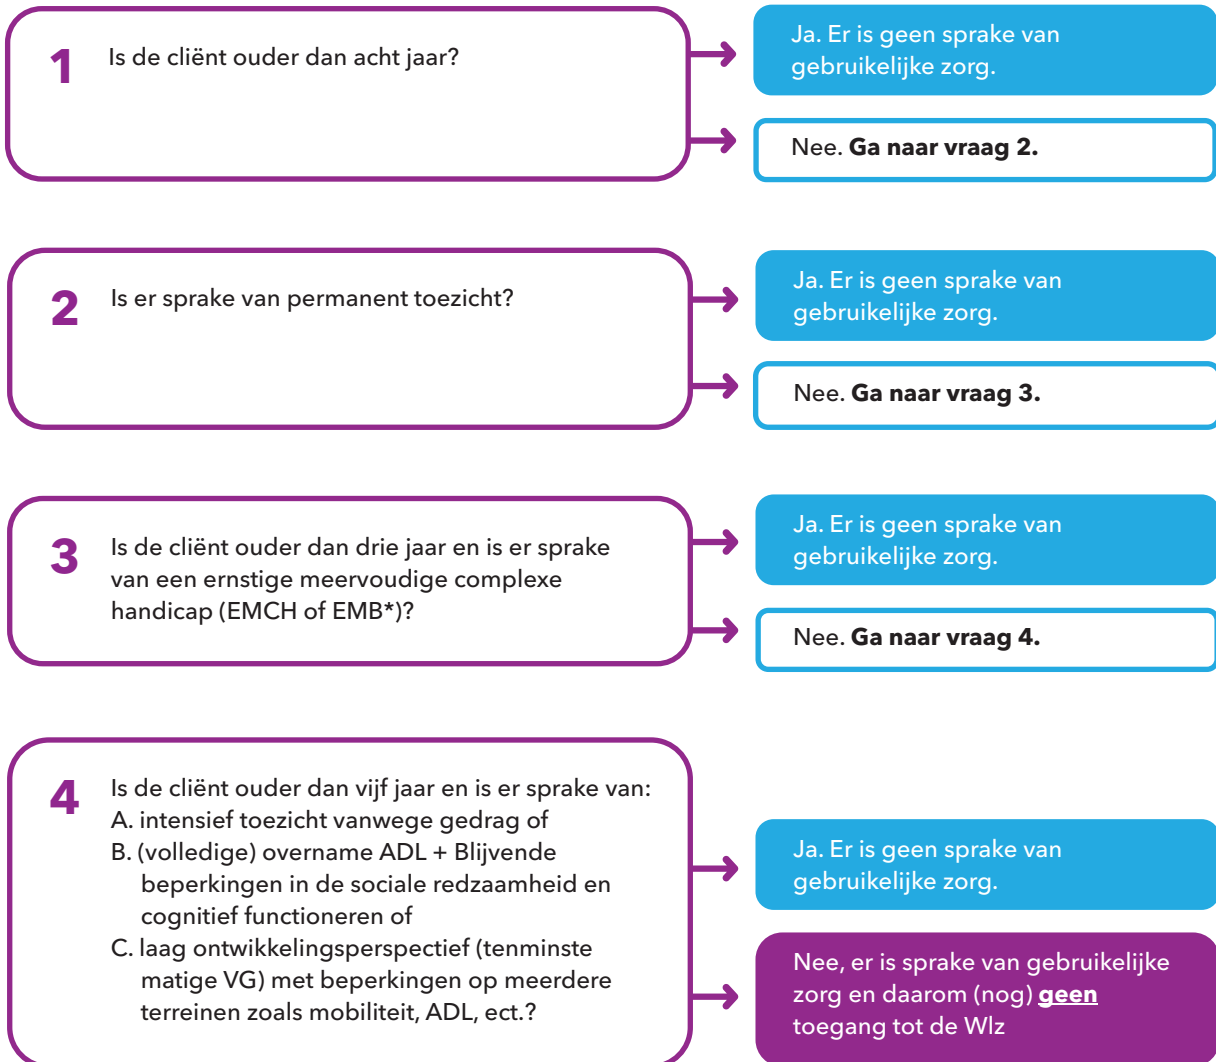 1 Is de cliënt ouder dan acht jaar?
Ja. Er is geen sprake van
gebruikelijke zorg.
Nee. Ga naar vraag 2.
2 Is er sprake van permanent toezicht?
Ja. Er is geen sprake van
gebruikelijke zorg.
Nee. Ga naar vraag 3.
3 Is de cliënt ouder dan drie jaar en is er sprake
van een ernstige meervoudige complexe
handicap (EMCH of EMB*)?
Ja. Er is geen sprake van
gebruikelijke zorg.
Nee. Ga naar vraag 4.
4 Is de cliënt ouder dan vijf jaar en is er sprake van:
A. intensief toezicht vanwege gedrag of
B. (volledige) overname ADL + Blijvende
beperkingen in de sociale redzaamheid en
cognitief functioneren of
C. laag ontwikkelingsperspectief (tenminste
matige VG) met beperkingen op meerdere
terreinen zoals mobiliteit, ADL, ect.?
Ja. Er is geen sprake van
gebruikelijke zorg.
Nee, er is sprake van gebruikelijke
zorg en daarom (nog) geen
toegang tot de Wlz